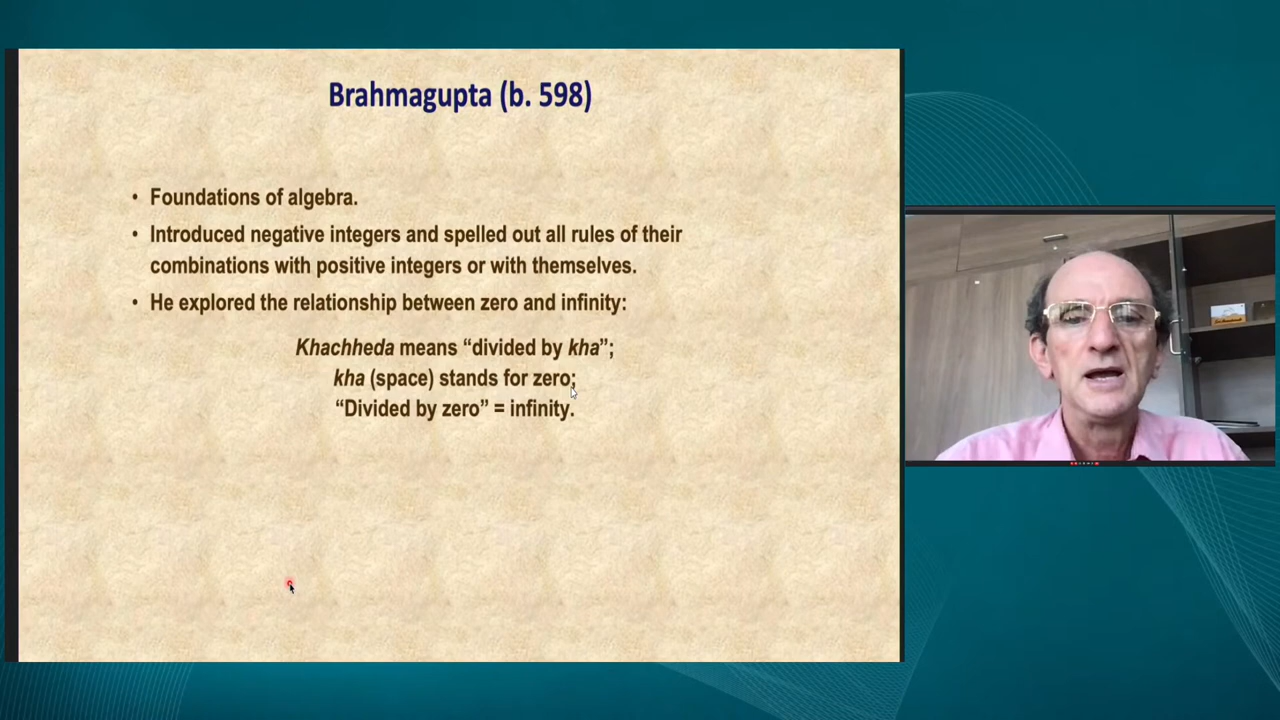 Brahmagupta (b. 598)
• Foundations of algebra.
• Introduced negative integers and spelled out all rules of their
combinations with positive integers or with themselves.
• He explored the relationship between zero and infinity:
Khachheda means “divided by kha”;
kha (space) stands for zero;
“Divided by zero” = infinity.